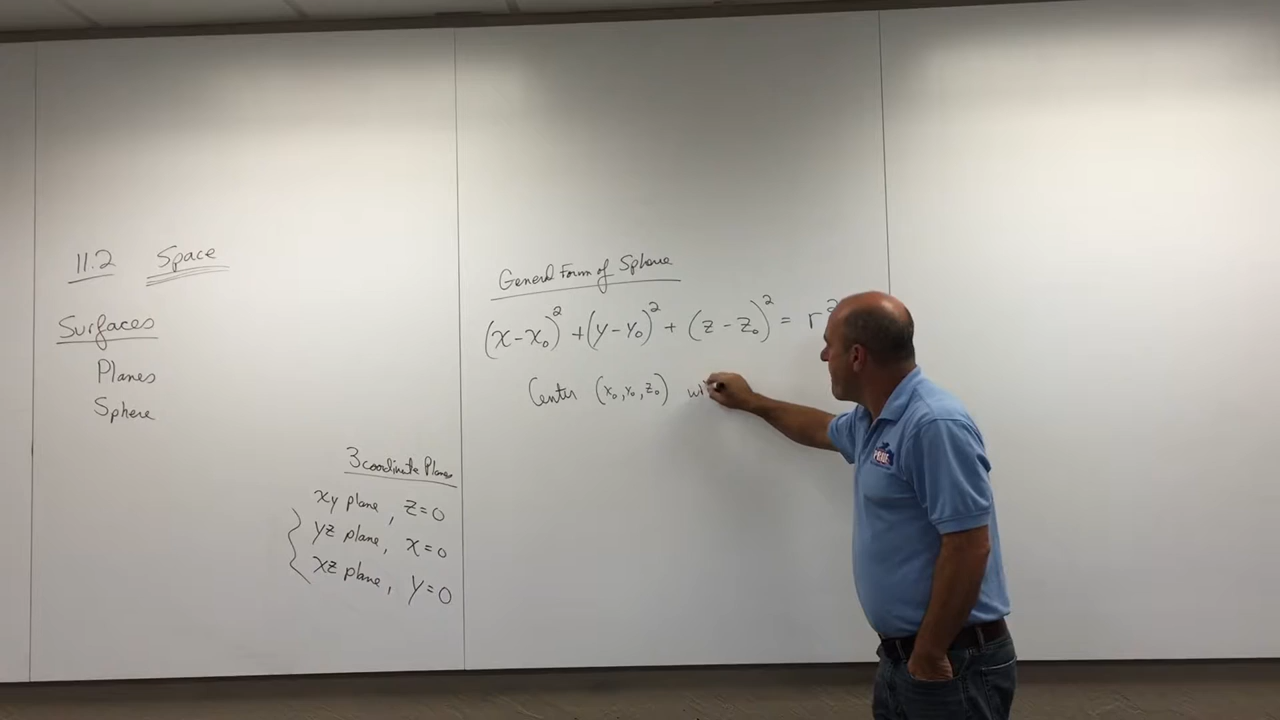 11.2 Space
Surfaces
Planes
Sphere
3 coordinate Planes
xy plane, z=0
yz plane, x=0
xz plane, y=0
General Form of Sphere
(x-x₀)² + (y-y₀)² + (z-z₀)² = r²
Center (x₀, y₀, z₀) wi